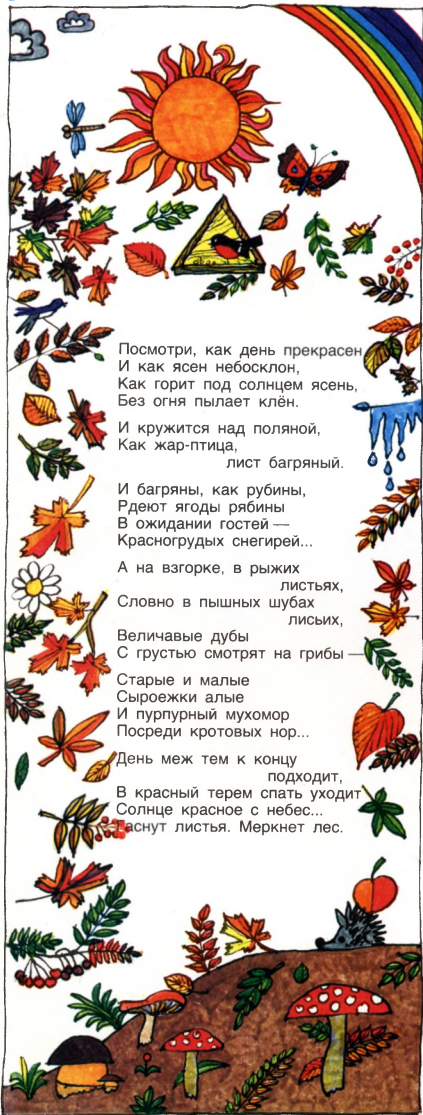 Посмотри, как день прекрасен
И как ясен небосклон,
Как горит под солнцем ясень,
Без огня пылает клён.
И кружится над поляной,
Как жар-птица,
лист багряный.
И багряны, как рубины,
Рдеют ягоды рябины
В ожидании гостей —
Красногрудых снегирей...
А на взгорке, в рыжих
листьях,
Словно в пышных шубах
лисьих,
Величавые дубы
С грустью смотрят на грибы —
Старые и малые
Сыроежки алые
И пурпурный мухомор
Посреди кротовых нор...
День меж тем к концу
подходит,
В красный терем спать уходит
Солнце красное с небес...
Гаснут листья. Меркнет лес.